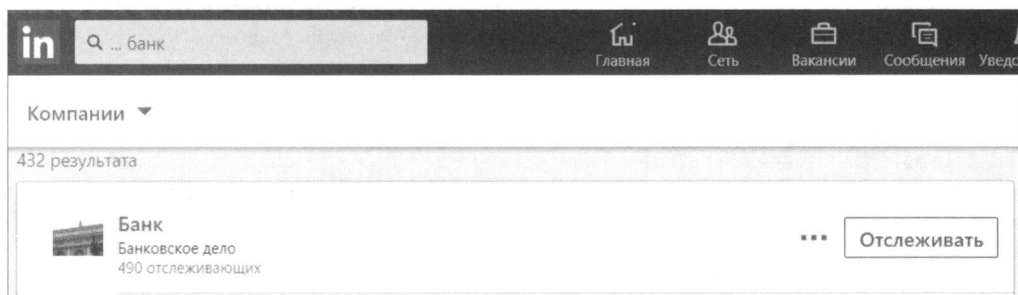 in ... банк
Главная Сеть Вакансии Сообщения
Компании
432 результата
Банк
Банковское дело
490 отслеживающих
Отслеживать